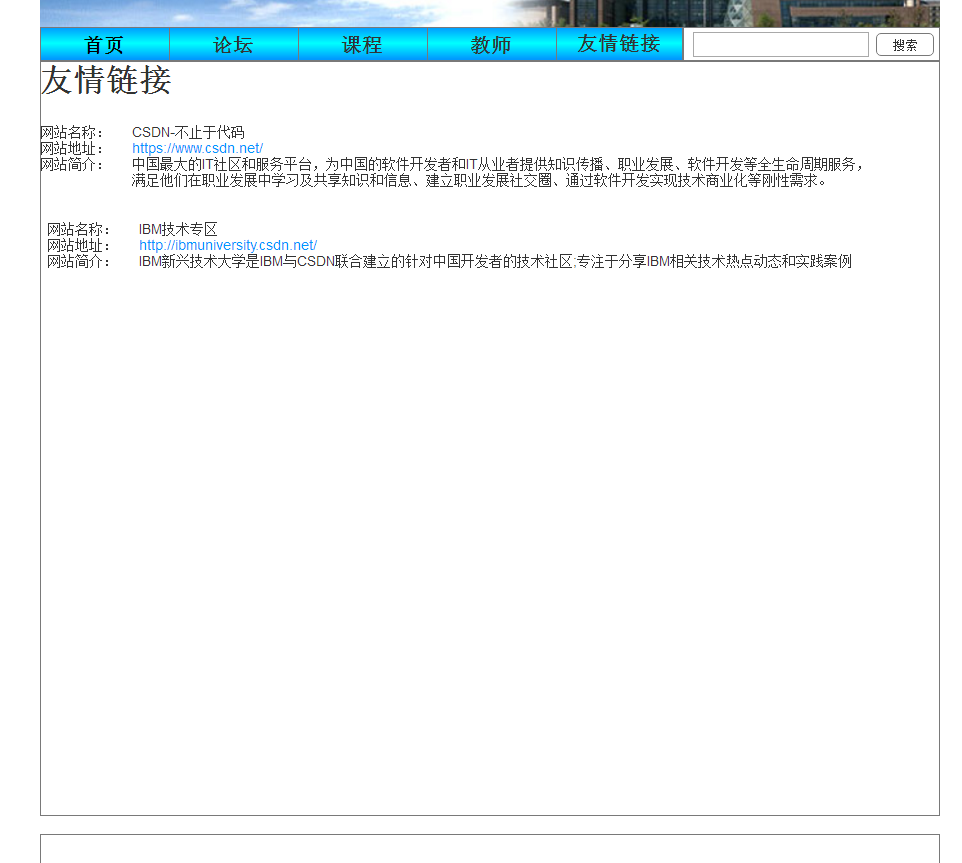 首页 论坛 课程 教师 友情链接 搜索
友情链接
网站名称： CSDN-不止于代码
网站地址： https://www.csdn.net/
网站简介： 中国最大的IT社区和服务平台，为中国的软件开发者和IT从业者提供知识传播、职业发展、软件开发等全生命周期服务，
满足他们在职业发展中学习及共享知识和信息、建立职业发展社交圈、通过软件开发实现技术商业化等刚性需求。
网站名称： IBM技术专区
网站地址： http://ibmuniversity.csdn.net/
网站简介： IBM新兴技术大学是IBM与CSDN联合建立的针对中国开发者的技术社区;专注于分享IBM相关技术热点动态和实践案例